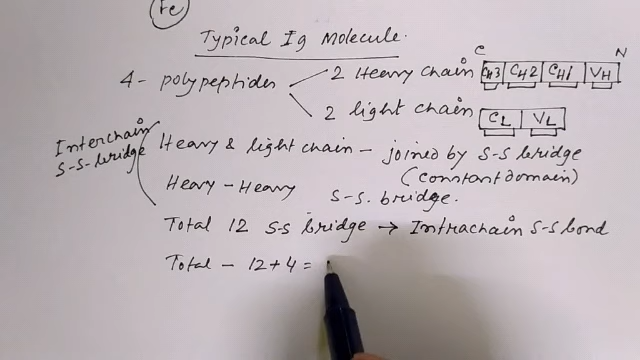 Fc
Typical Ig Molecule.
4- polypeptides
2 Heavy chain
C N
CH3 CH2 CH1 VH
2 light chain
CL VL
Interchain
S-S-bridge
Heavy & light chain - joined by S-S bridge
(constant domain)
Heavy - Heavy S-S. bridge.
Total 12 S-S bridge → Intrachain S-S bond
Total - 12+4 =